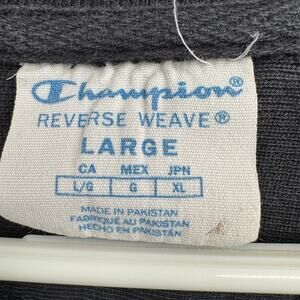 Champion®
REVERSE WEAVE®
LARGE
CA MEX JPN
L/G G XL
MADE IN PAKISTAN
FABRIQUÉ AU PAKISTAN
HECHO EN PAKISTAN